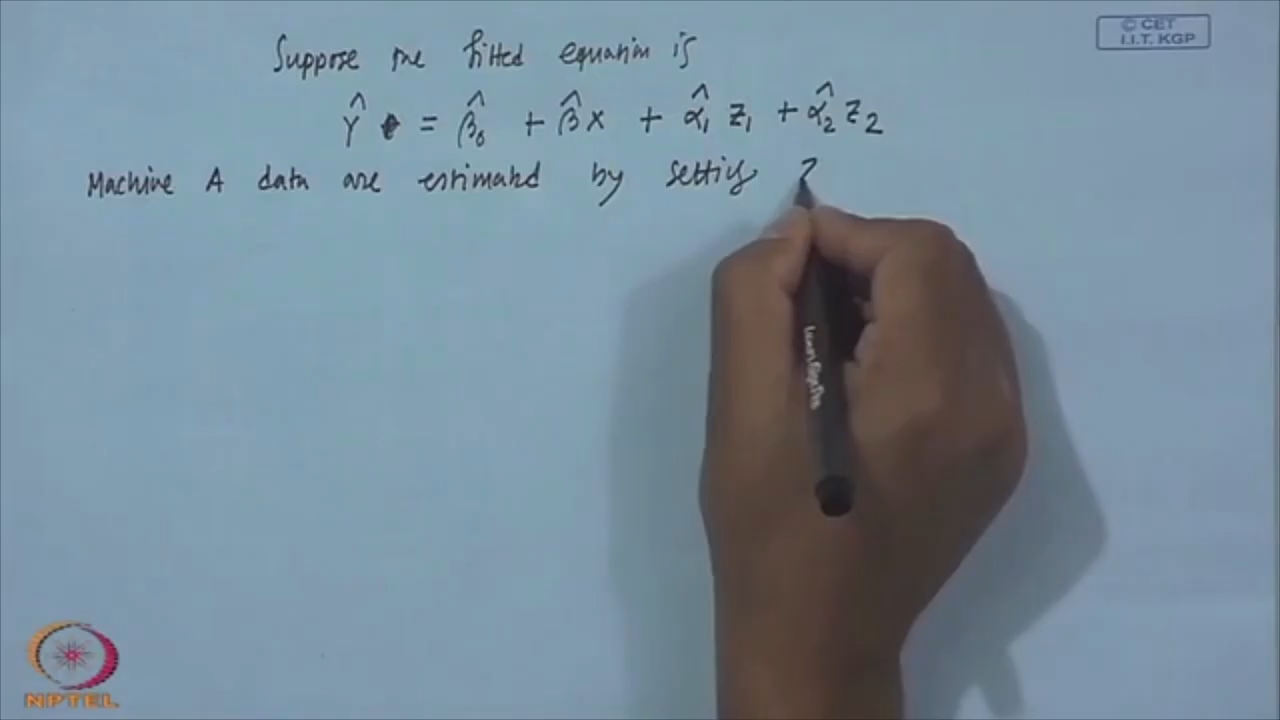 © CET
I.I.T. KGP
Suppose the fitted equation is
Ŷ = β̂₀ + β̂x + α̂₁ z₁ + α̂₂ z₂
Machine A data are estimated by setting z
NPTEL